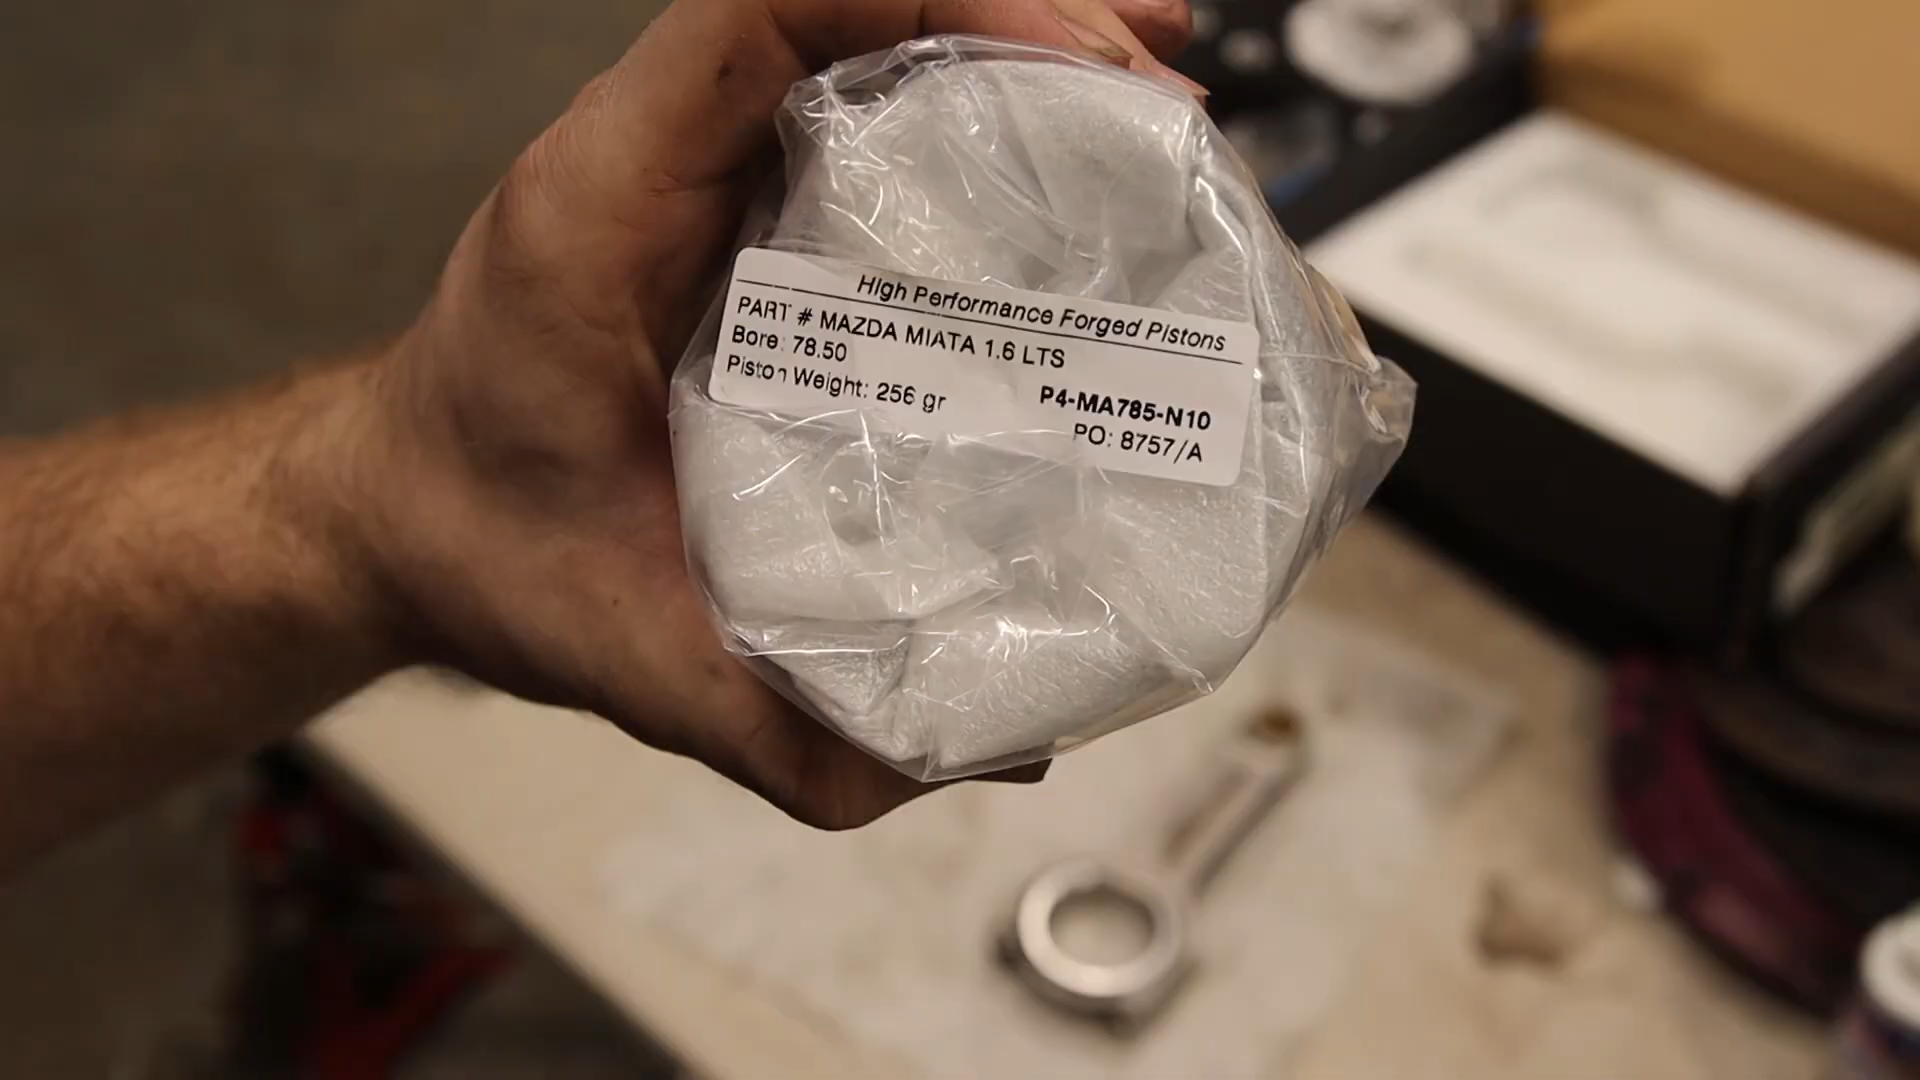 High Performance Forged Pistons
PART # MAZDA MIATA 1.6 LTS
Bore: 78.50
Piston Weight: 256 gr
P4-MA785-N10
PO: 8757/A